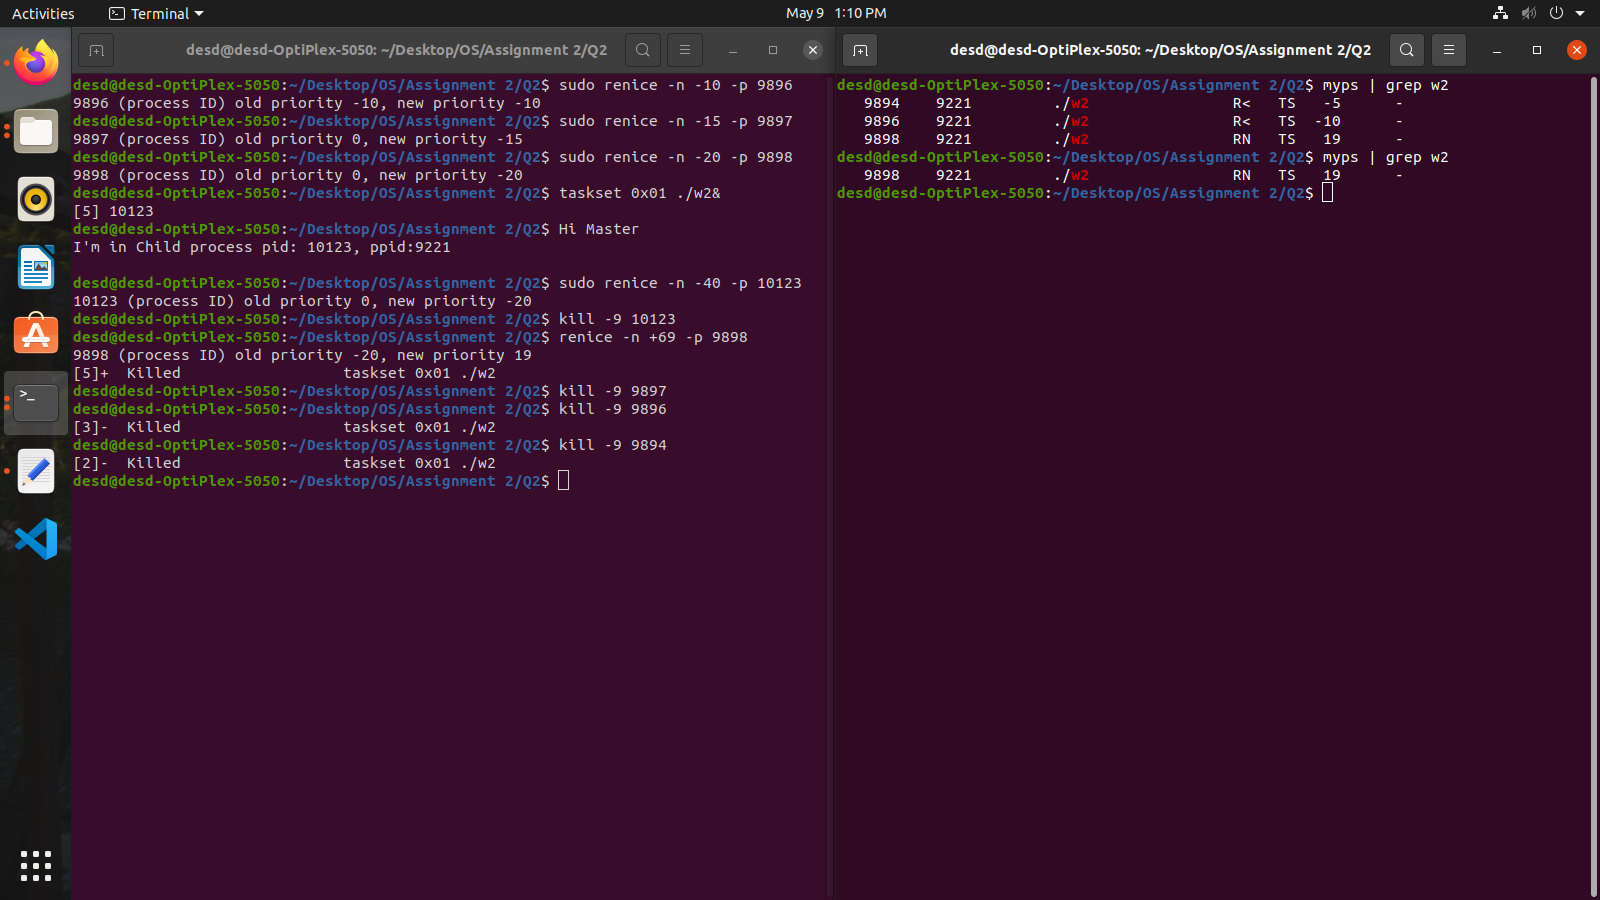 Activities
Terminal
May 9 1:10 PM
desd@desd-OptiPlex-5050: ~/Desktop/OS/Assignment 2/Q2
desd@desd-OptiPlex-5050:~/Desktop/OS/Assignment 2/Q2$ sudo renice -n -10 -p 9896
9896 (process ID) old priority -10, new priority -10
desd@desd-OptiPlex-5050:~/Desktop/OS/Assignment 2/Q2$ sudo renice -n -15 -p 9897
9897 (process ID) old priority 0, new priority -15
desd@desd-OptiPlex-5050:~/Desktop/OS/Assignment 2/Q2$ sudo renice -n -20 -p 9898
9898 (process ID) old priority 0, new priority -20
desd@desd-OptiPlex-5050:~/Desktop/OS/Assignment 2/Q2$ taskset 0x01 ./w2&
[5] 10123
desd@desd-OptiPlex-5050:~/Desktop/OS/Assignment 2/Q2$ Hi Master
I'm in Child process pid: 10123, ppid:9221
desd@desd-OptiPlex-5050:~/Desktop/OS/Assignment 2/Q2$ sudo renice -n -40 -p 10123
10123 (process ID) old priority 0, new priority -20
desd@desd-OptiPlex-5050:~/Desktop/OS/Assignment 2/Q2$ kill -9 10123
desd@desd-OptiPlex-5050:~/Desktop/OS/Assignment 2/Q2$ renice -n +69 -p 9898
9898 (process ID) old priority -20, new priority 19
[5]+  Killed                  taskset 0x01 ./w2
desd@desd-OptiPlex-5050:~/Desktop/OS/Assignment 2/Q2$ kill -9 9897
desd@desd-OptiPlex-5050:~/Desktop/OS/Assignment 2/Q2$ kill -9 9896
[3]-  Killed                  taskset 0x01 ./w2
desd@desd-OptiPlex-5050:~/Desktop/OS/Assignment 2/Q2$ kill -9 9894
[2]-  Killed                  taskset 0x01 ./w2
desd@desd-OptiPlex-5050:~/Desktop/OS/Assignment 2/Q2$
desd@desd-OptiPlex-5050: ~/Desktop/OS/Assignment 2/Q2
desd@desd-OptiPlex-5050:~/Desktop/OS/Assignment 2/Q2$ myps | grep w2
9894    9221         ./w2                R<   TS   -5      -
9896    9221         ./w2                R<   TS  -10      -
9898    9221         ./w2                RN   TS   19      -
desd@desd-OptiPlex-5050:~/Desktop/OS/Assignment 2/Q2$ myps | grep w2
9898    9221         ./w2                RN   TS   19      -
desd@desd-OptiPlex-5050:~/Desktop/OS/Assignment 2/Q2$